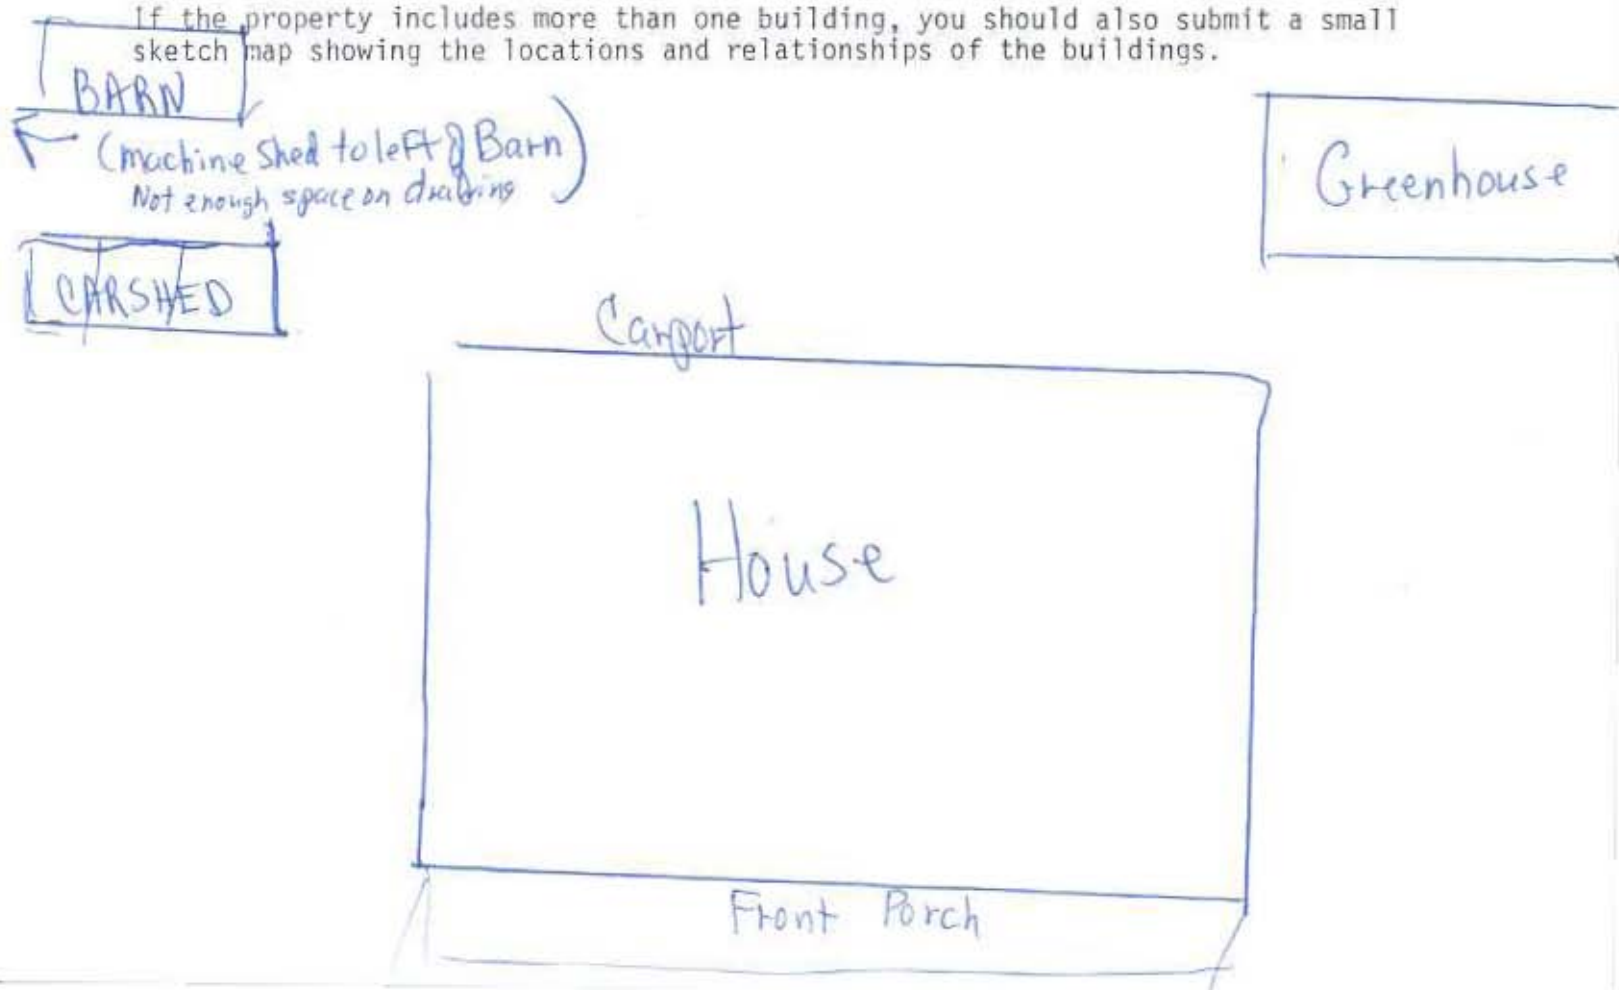 If the property includes more than one building, you should also submit a small
sketch map showing the locations and relationships of the buildings.
BARN
(machine Shed to left of Barn)
Not enough space on drawing
Greenhouse
CARSHED
Carport
House
Front Porch